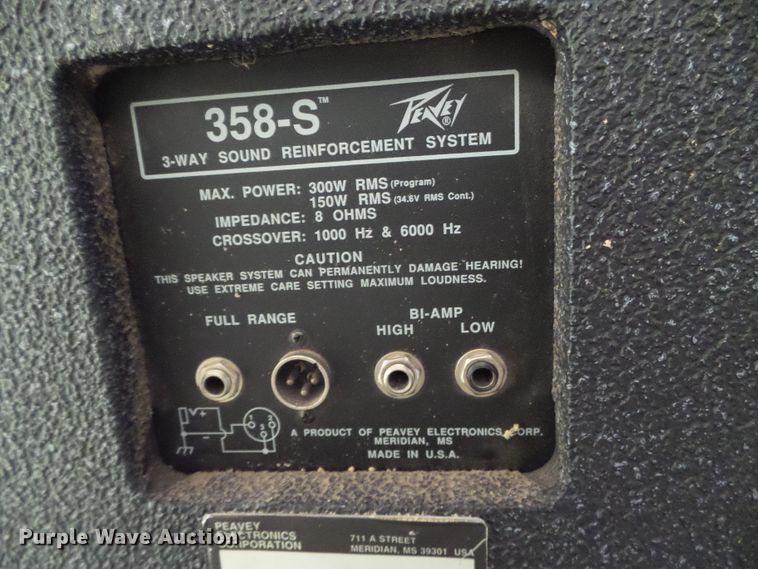 358-S™
PEAVEY®
3-WAY SOUND REINFORCEMENT SYSTEM
MAX. POWER: 300W RMS (Program)
150W RMS (34.6V RMS Cont.)
IMPEDANCE: 8 OHMS
CROSSOVER: 1000 Hz & 6000 Hz
CAUTION
THIS SPEAKER SYSTEM CAN PERMANENTLY DAMAGE HEARING!
USE EXTREME CARE SETTING MAXIMUM LOUDNESS.
FULL RANGE
BI-AMP
HIGH LOW
V+
-
1 2
3
A PRODUCT OF PEAVEY ELECTRONICS CORP.
MERIDIAN, MS
MADE IN U.S.A.
PEAVEY
ELECTRONICS
CORPORATION
711 A STREET
MERIDIAN, MS 39301 USA
Purple Wave Auction